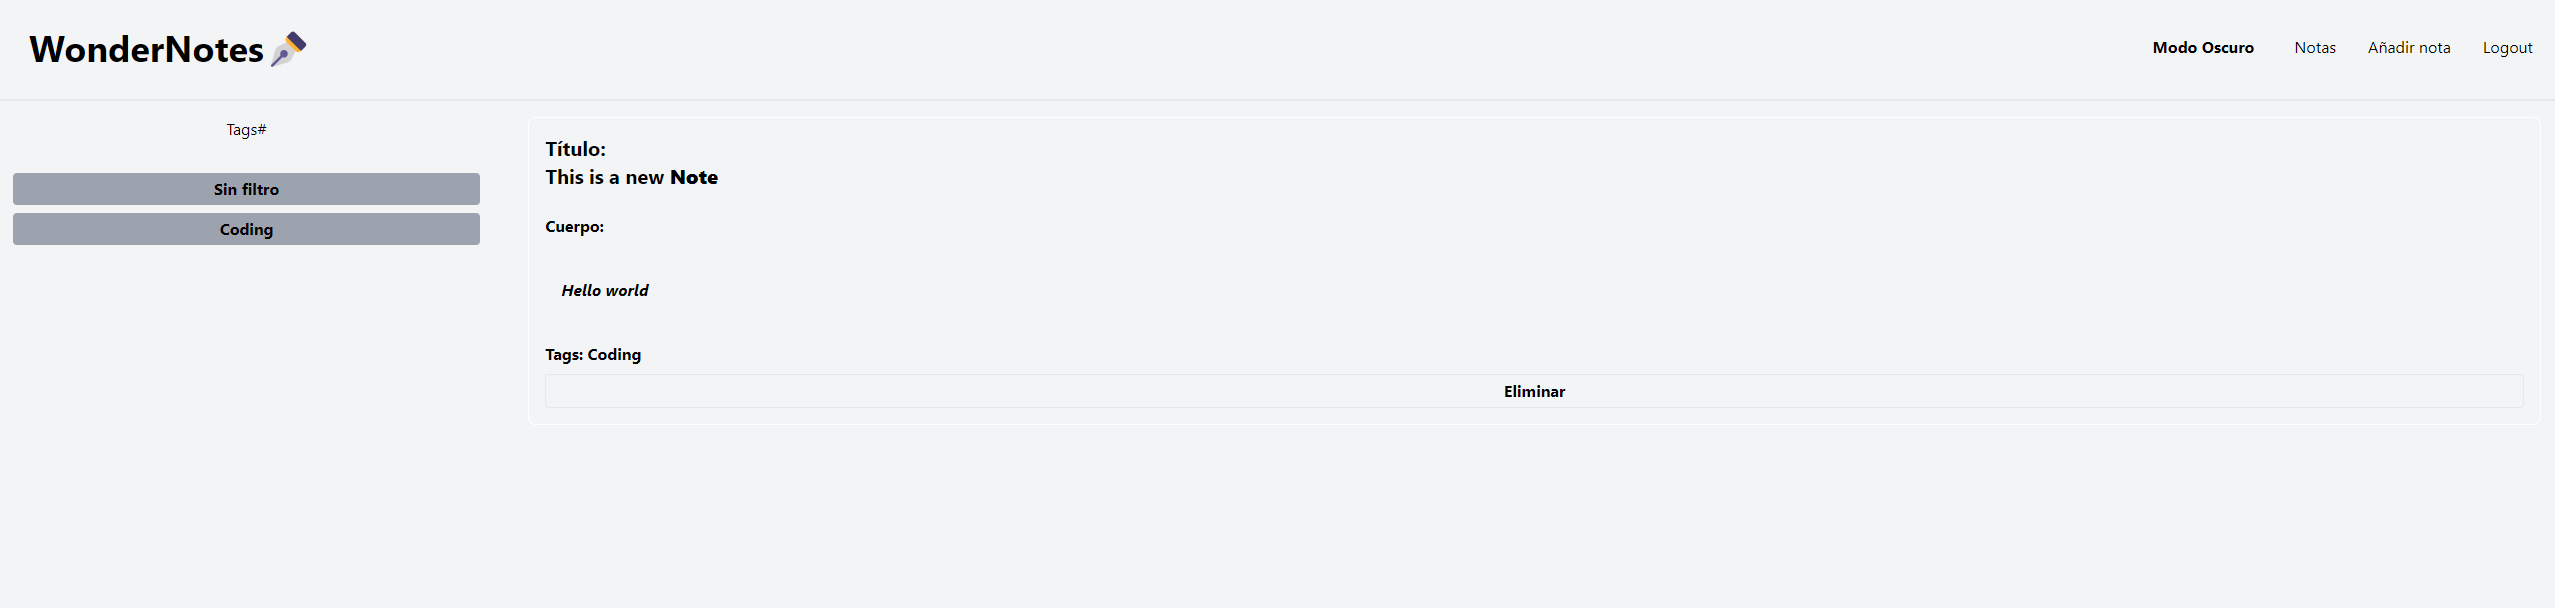 WonderNotes
Modo Oscuro
Notas
Añadir nota
Logout
Tags#
Sin filtro
Coding
Título:
This is a new Note
Cuerpo:
Hello world
Tags: Coding
Eliminar